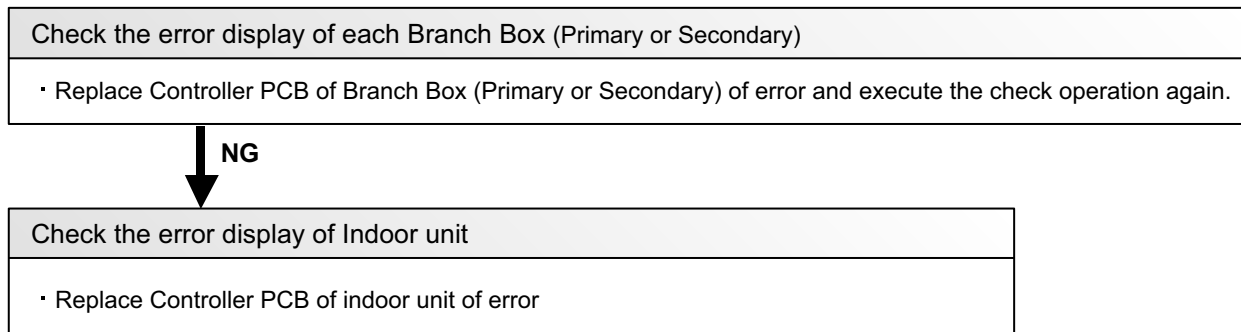 Check the error display of each Branch Box (Primary or Secondary)
・Replace Controller PCB of Branch Box (Primary or Secondary) of error and execute the check operation again.
NG
Check the error display of Indoor unit
・Replace Controller PCB of indoor unit of error